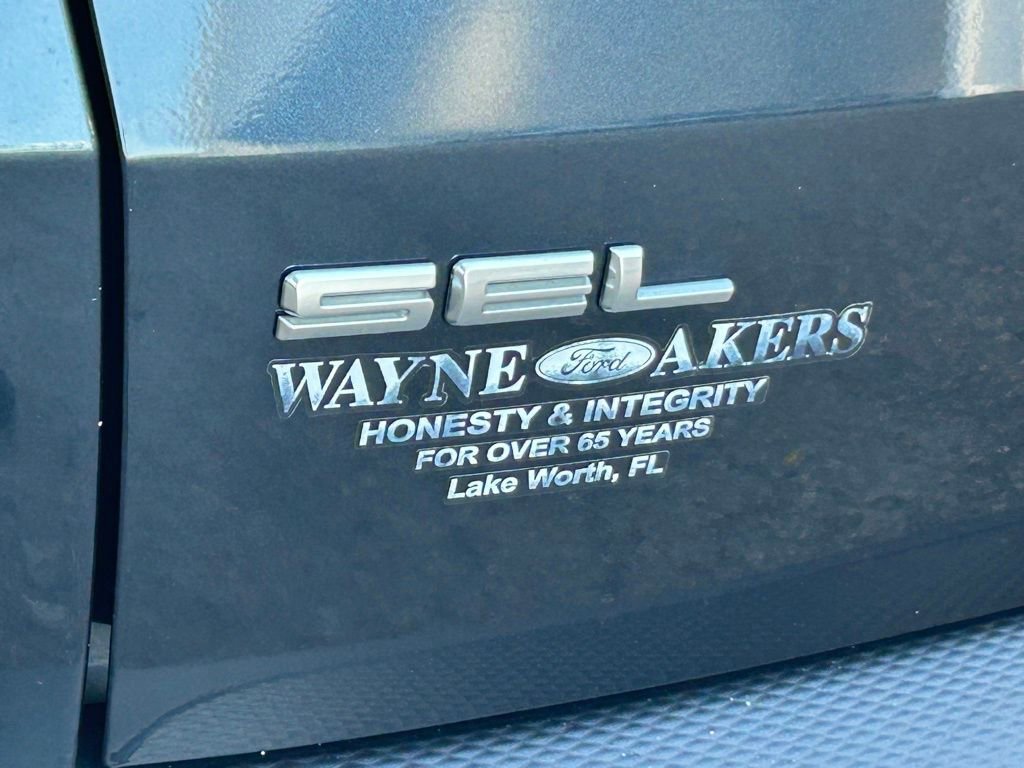 SEL
WAYNE Ford AKERS
HONESTY & INTEGRITY
FOR OVER 65 YEARS
Lake Worth, FL